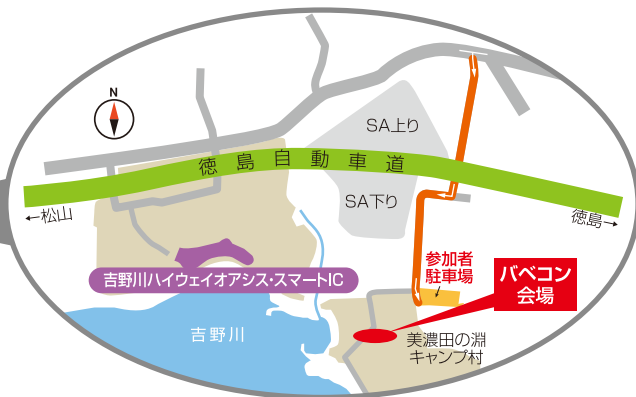 N
SA上り
徳島自動車道
←松山
SA下り
徳島→
参加者
駐車場
バベコン
会場
吉野川ハイウェイオアシス・スマートIC
吉野川
美濃田の淵
キャンプ村